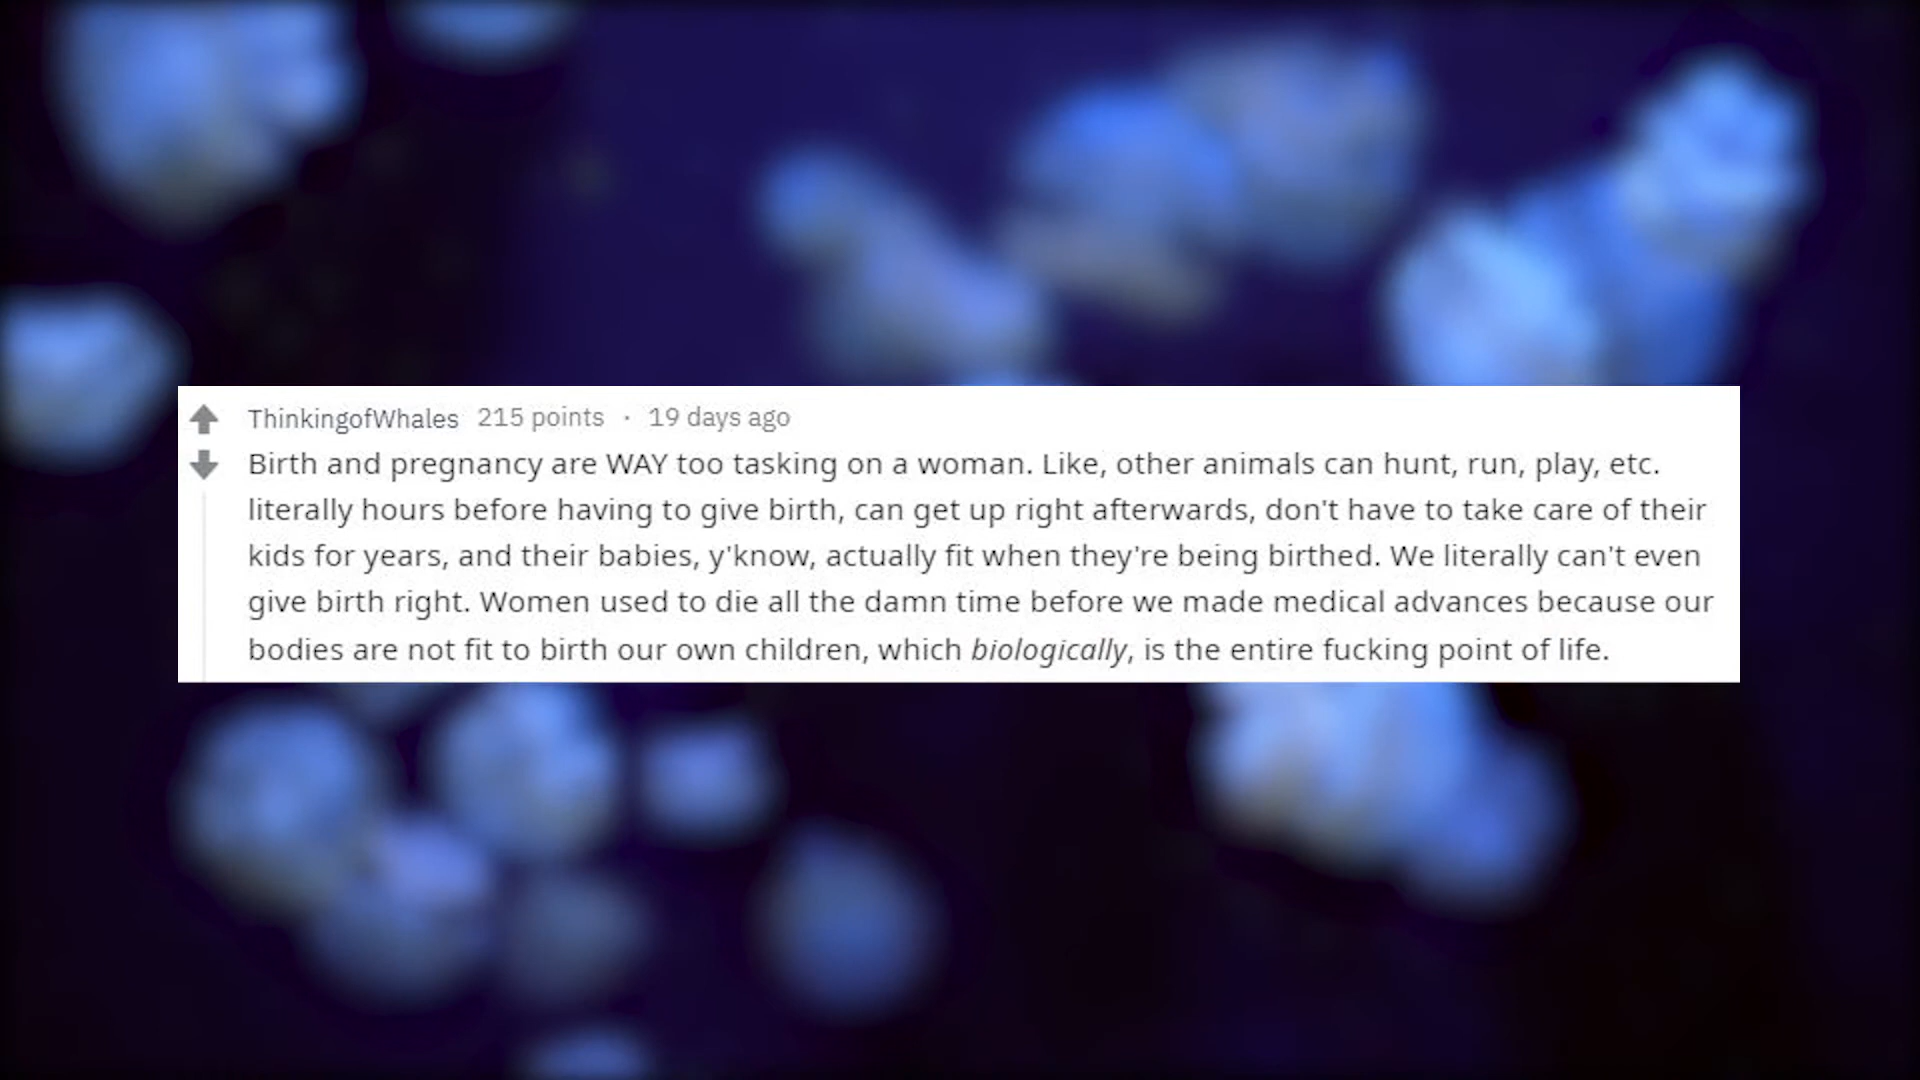 ThinkingofWhales 215 points · 19 days ago
Birth and pregnancy are WAY too tasking on a woman. Like, other animals can hunt, run, play, etc.
literally hours before having to give birth, can get up right afterwards, don't have to take care of their
kids for years, and their babies, y'know, actually fit when they're being birthed. We literally can't even
give birth right. Women used to die all the damn time before we made medical advances because our
bodies are not fit to birth our own children, which biologically, is the entire fucking point of life.